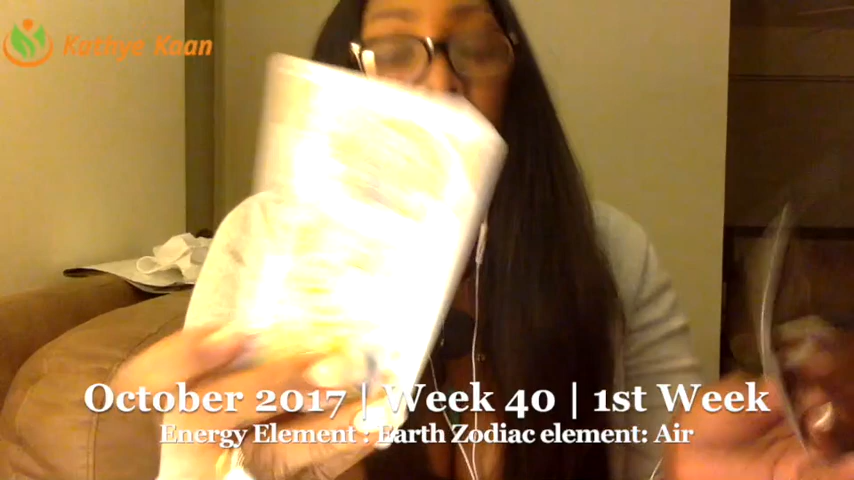 Kathye Kaan
October 2017 | Week 40 | 1st Week
Energy Element : Earth Zodiac element: Air